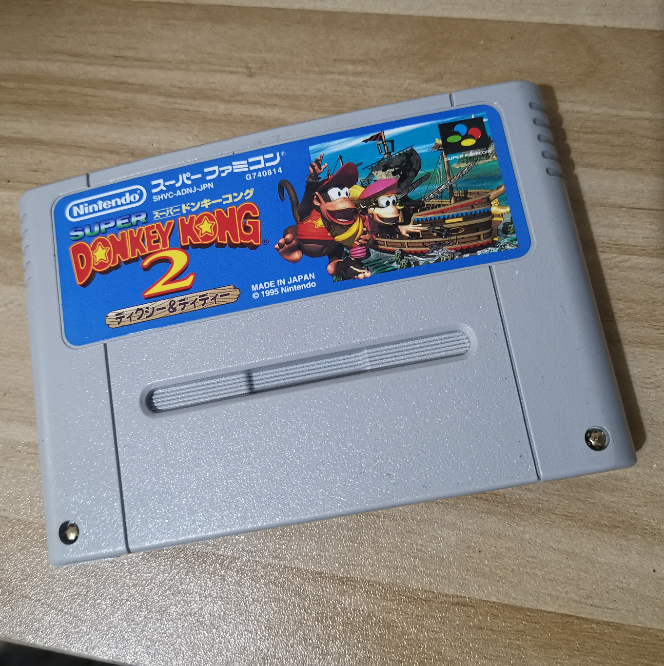 Nintendo®
スーパーファミコン®
SHVC-ADNJ-JPN
G740814
SUPER FAMICOM
スーパードンキーコング
SUPER
DONKEY KONG®
2
ディクシー&ディディー
MADE IN JAPAN
© 1995 Nintendo